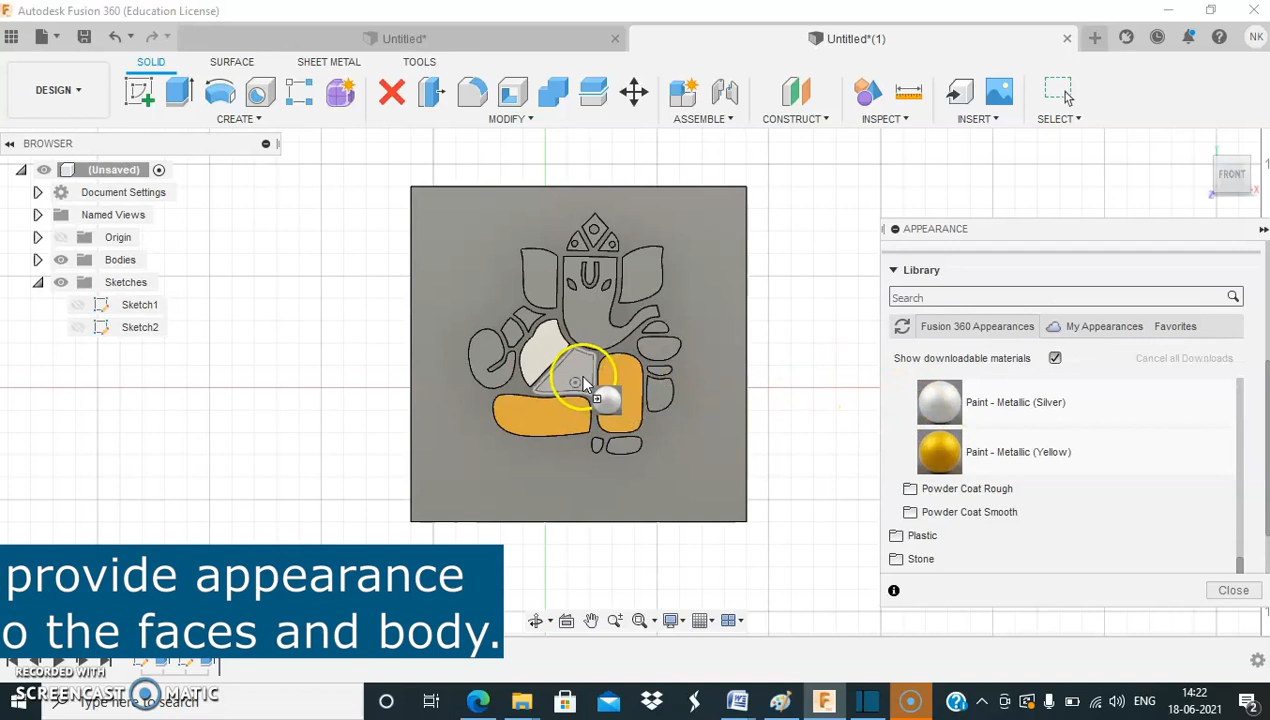 Autodesk Fusion 360 (Education License)
Untitled*
Untitled*(1)
NK
DESIGN
SOLID
SURFACE
SHEET METAL
TOOLS
CREATE
MODIFY
ASSEMBLE
CONSTRUCT
INSPECT
INSERT
SELECT
BROWSER
(Unsaved)
Document Settings
Named Views
Origin
Bodies
Sketches
Sketch1
Sketch2
FRONT
X
Z
APPEARANCE
Library
Search
Fusion 360 Appearances
My Appearances
Favorites
Show downloadable materials
Cancel all Downloads
Paint - Metallic (Silver)
Paint - Metallic (Yellow)
Powder Coat Rough
Powder Coat Smooth
Plastic
Stone
Close
provide appearance
o the faces and body.
RECORDED WITH
SCREENCAST MATIC
Type here to search
ENG
14:22
18-06-2021
2